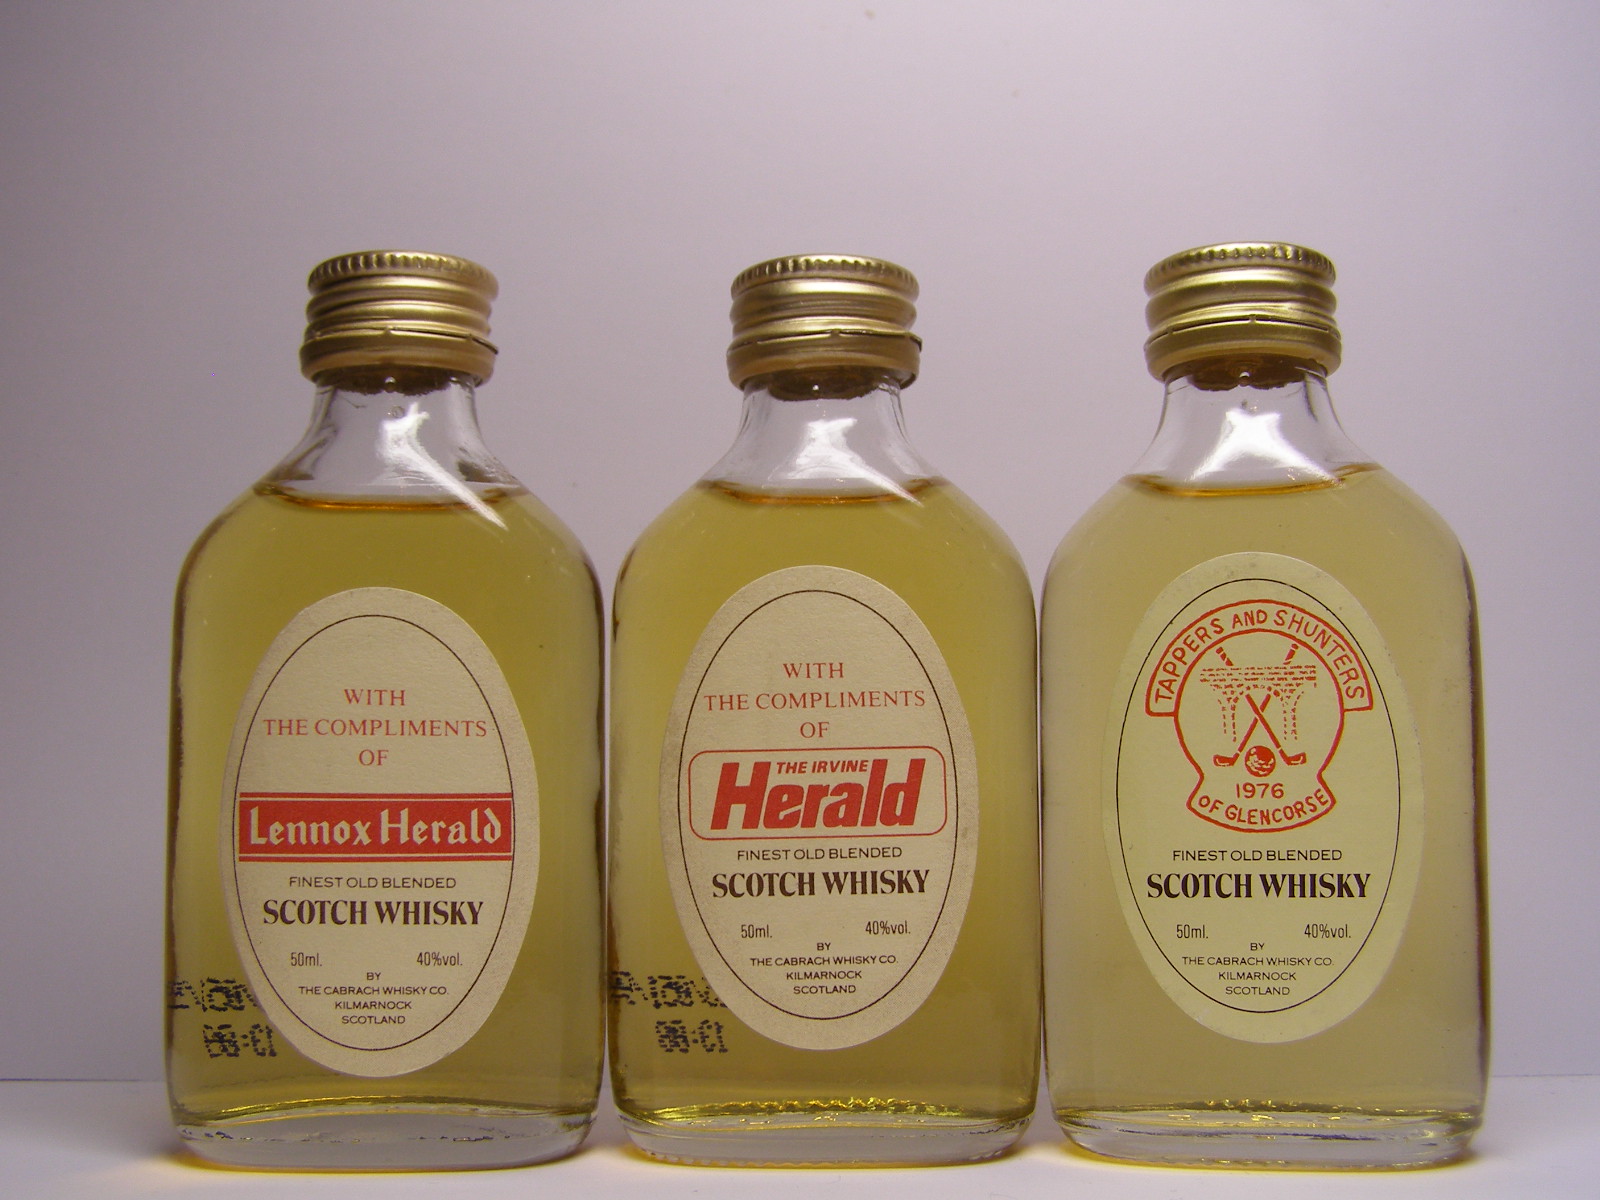 WITH
THE COMPLIMENTS
OF
Lennox Herald
FINEST OLD BLENDED
SCOTCH WHISKY
50ml. 40%vol.
BY
THE CABRACH WHISKY CO.
KILMARNOCK
SCOTLAND
WITH
THE COMPLIMENTS
OF
THE IRVINE
Herald
FINEST OLD BLENDED
SCOTCH WHISKY
50ml. 40%vol.
BY
THE CABRACH WHISKY CO.
KILMARNOCK
SCOTLAND
TAPPERS AND SHUNTERS
1976
OF GLENCORSE
FINEST OLD BLENDED
SCOTCH WHISKY
50ml. 40%vol.
BY
THE CABRACH WHISKY CO.
KILMARNOCK
SCOTLAND